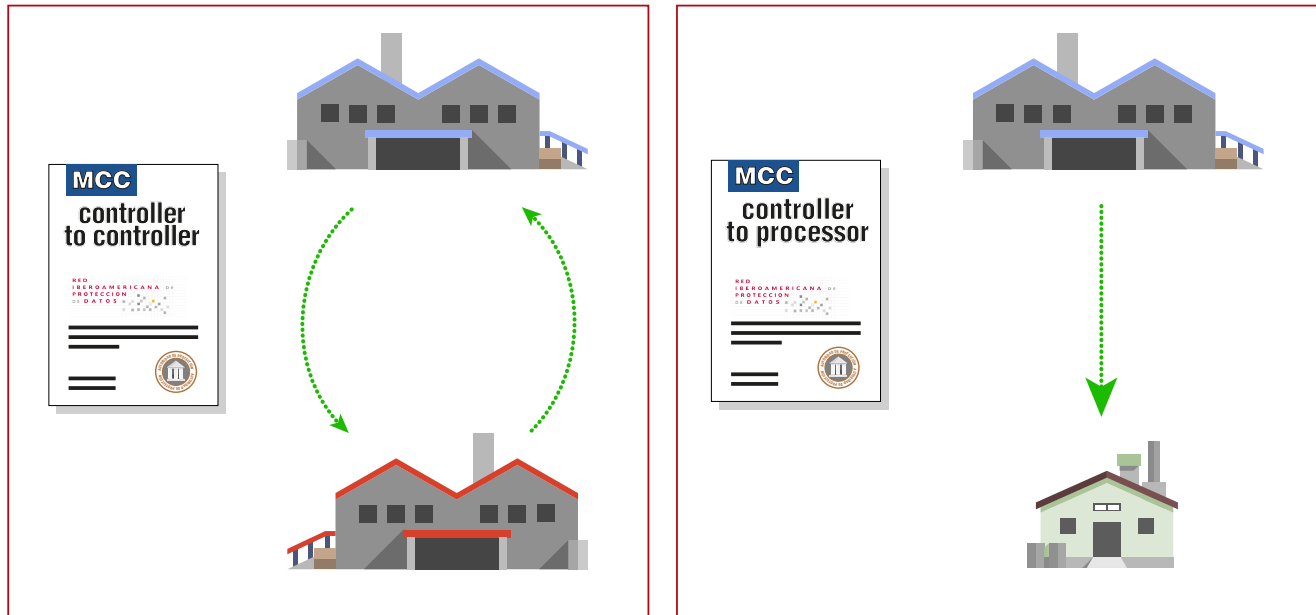 MCC
controller
to controller
RED
IBEROAMERICANA DE
PROTECCION
DE DATOS
MCC
controller
to processor
RED
IBEROAMERICANA DE
PROTECCION
DE DATOS